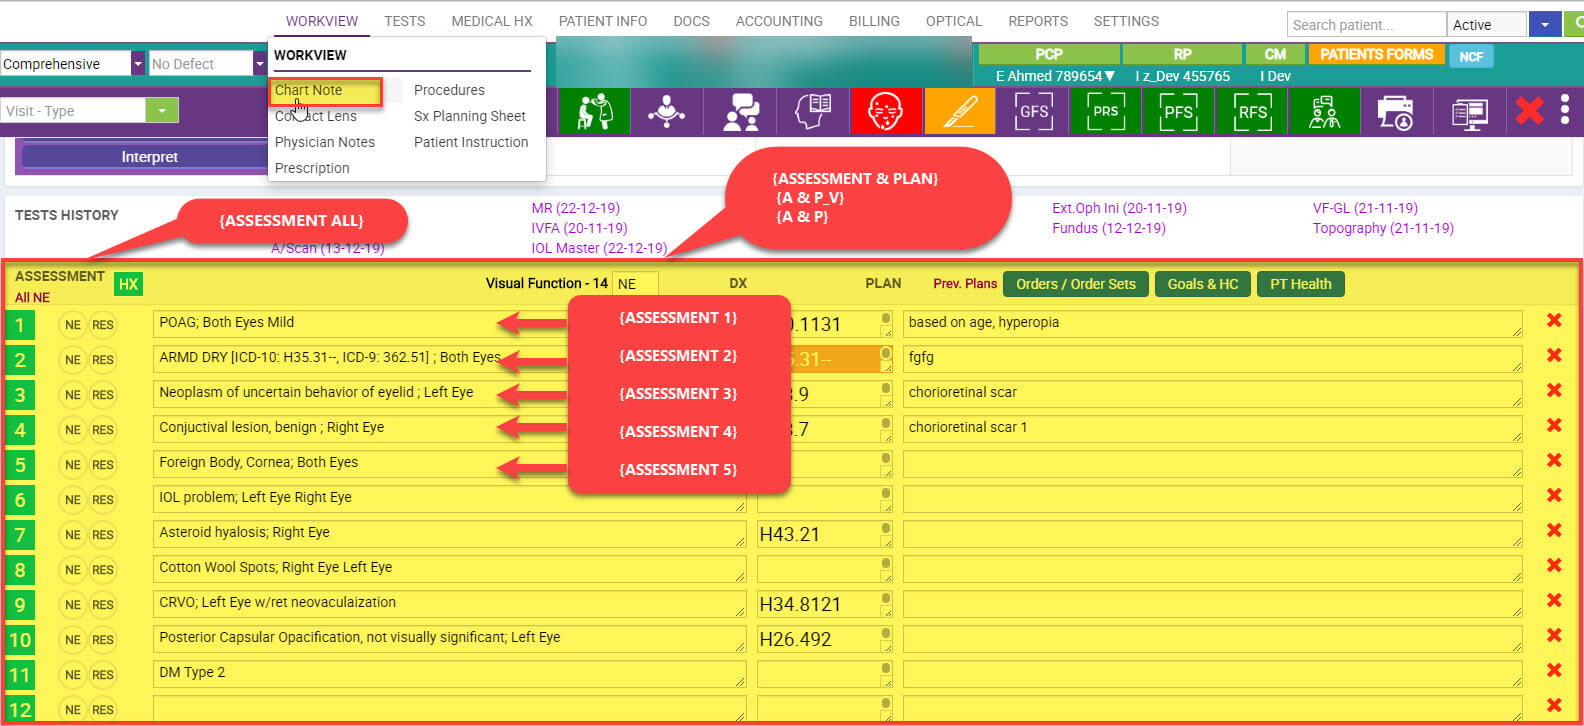 WORKVIEW TESTS MEDICAL HX PATIENT INFO DOCS ACCOUNTING BILLING OPTICAL REPORTS SETTINGS
Search patient... Active
WORKVIEW
Chart Note Procedures
Contact Lens Sx Planning Sheet
Physician Notes Patient Instruction
Prescription
Comprehensive No Defect
PCP RP CM PATIENTS FORMS NCF
E Ahmed 789654▼ I z_Dev 455765 I Dev
Visit - Type
GFS PRS PFS RFS
Interpret
{ASSESSMENT & PLAN}
{A & P_V}
{A & P}
TESTS HISTORY
{ASSESSMENT ALL}
MR (22-12-19) Ext.Oph Ini (20-11-19) VF-GL (21-11-19)
IVFA (20-11-19) Fundus (12-12-19) Topography (21-11-19)
A/Scan (13-12-19) IOL Master (22-12-19)
ASSESSMENT HX Visual Function - 14 NE DX PLAN Prev. Plans Orders / Order Sets Goals & HC PT Health
All NE
1 NE RES POAG; Both Eyes Mild {ASSESSMENT 1} .1131 based on age, hyperopia
2 NE RES ARMD DRY [ICD-10: H35.31--, ICD-9: 362.51] ; Both Eyes {ASSESSMENT 2} .31-- fgfg
3 NE RES Neoplasm of uncertain behavior of eyelid ; Left Eye {ASSESSMENT 3} .9 chorioretinal scar
4 NE RES Conjuctival lesion, benign ; Right Eye {ASSESSMENT 4} .7 chorioretinal scar 1
5 NE RES Foreign Body, Cornea; Both Eyes {ASSESSMENT 5}
6 NE RES IOL problem; Left Eye Right Eye
7 NE RES Asteroid hyalosis; Right Eye H43.21
8 NE RES Cotton Wool Spots; Right Eye Left Eye
9 NE RES CRVO; Left Eye w/ret neovaculaization H34.8121
10 NE RES Posterior Capsular Opacification, not visually significant; Left Eye H26.492
11 NE RES DM Type 2
12 NE RES